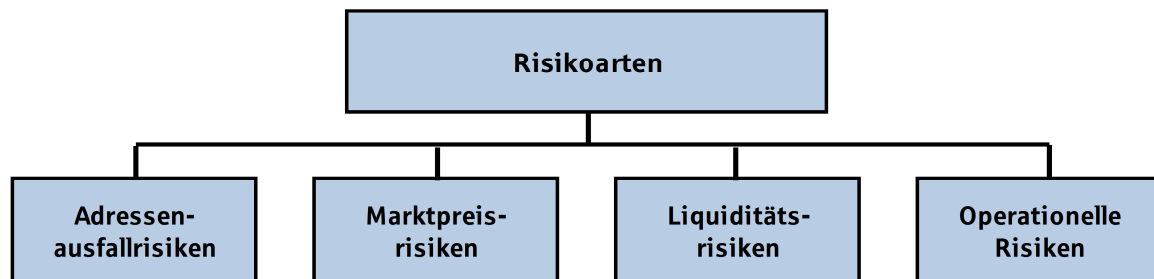 Risikoarten
Adressen-
ausfallrisiken
Marktpreis-
risiken
Liquiditäts-
risiken
Operationelle
Risiken